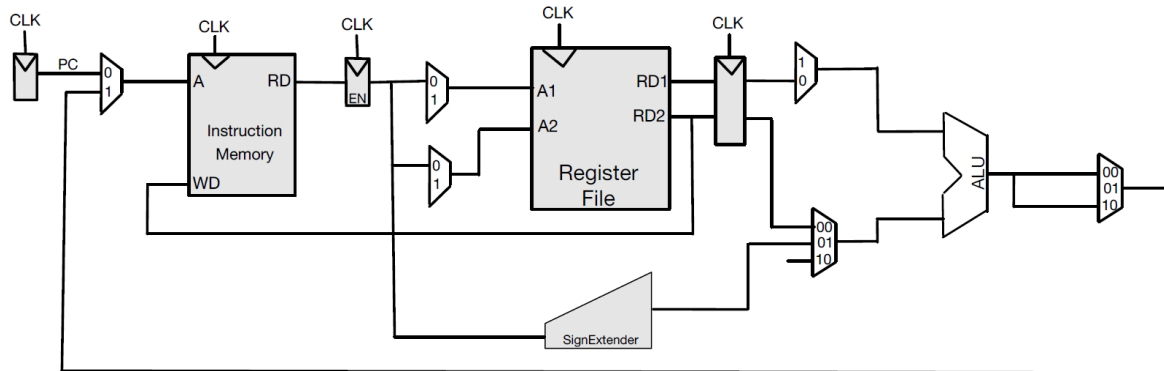 CLK
CLK
CLK
CLK
CLK
PC
0
1
A
RD
Instruction
Memory
WD
EN
0
1
0
1
A1
A2
RD1
RD2
Register
File
1
0
00
01
10
ALU
00
01
10
SignExtender